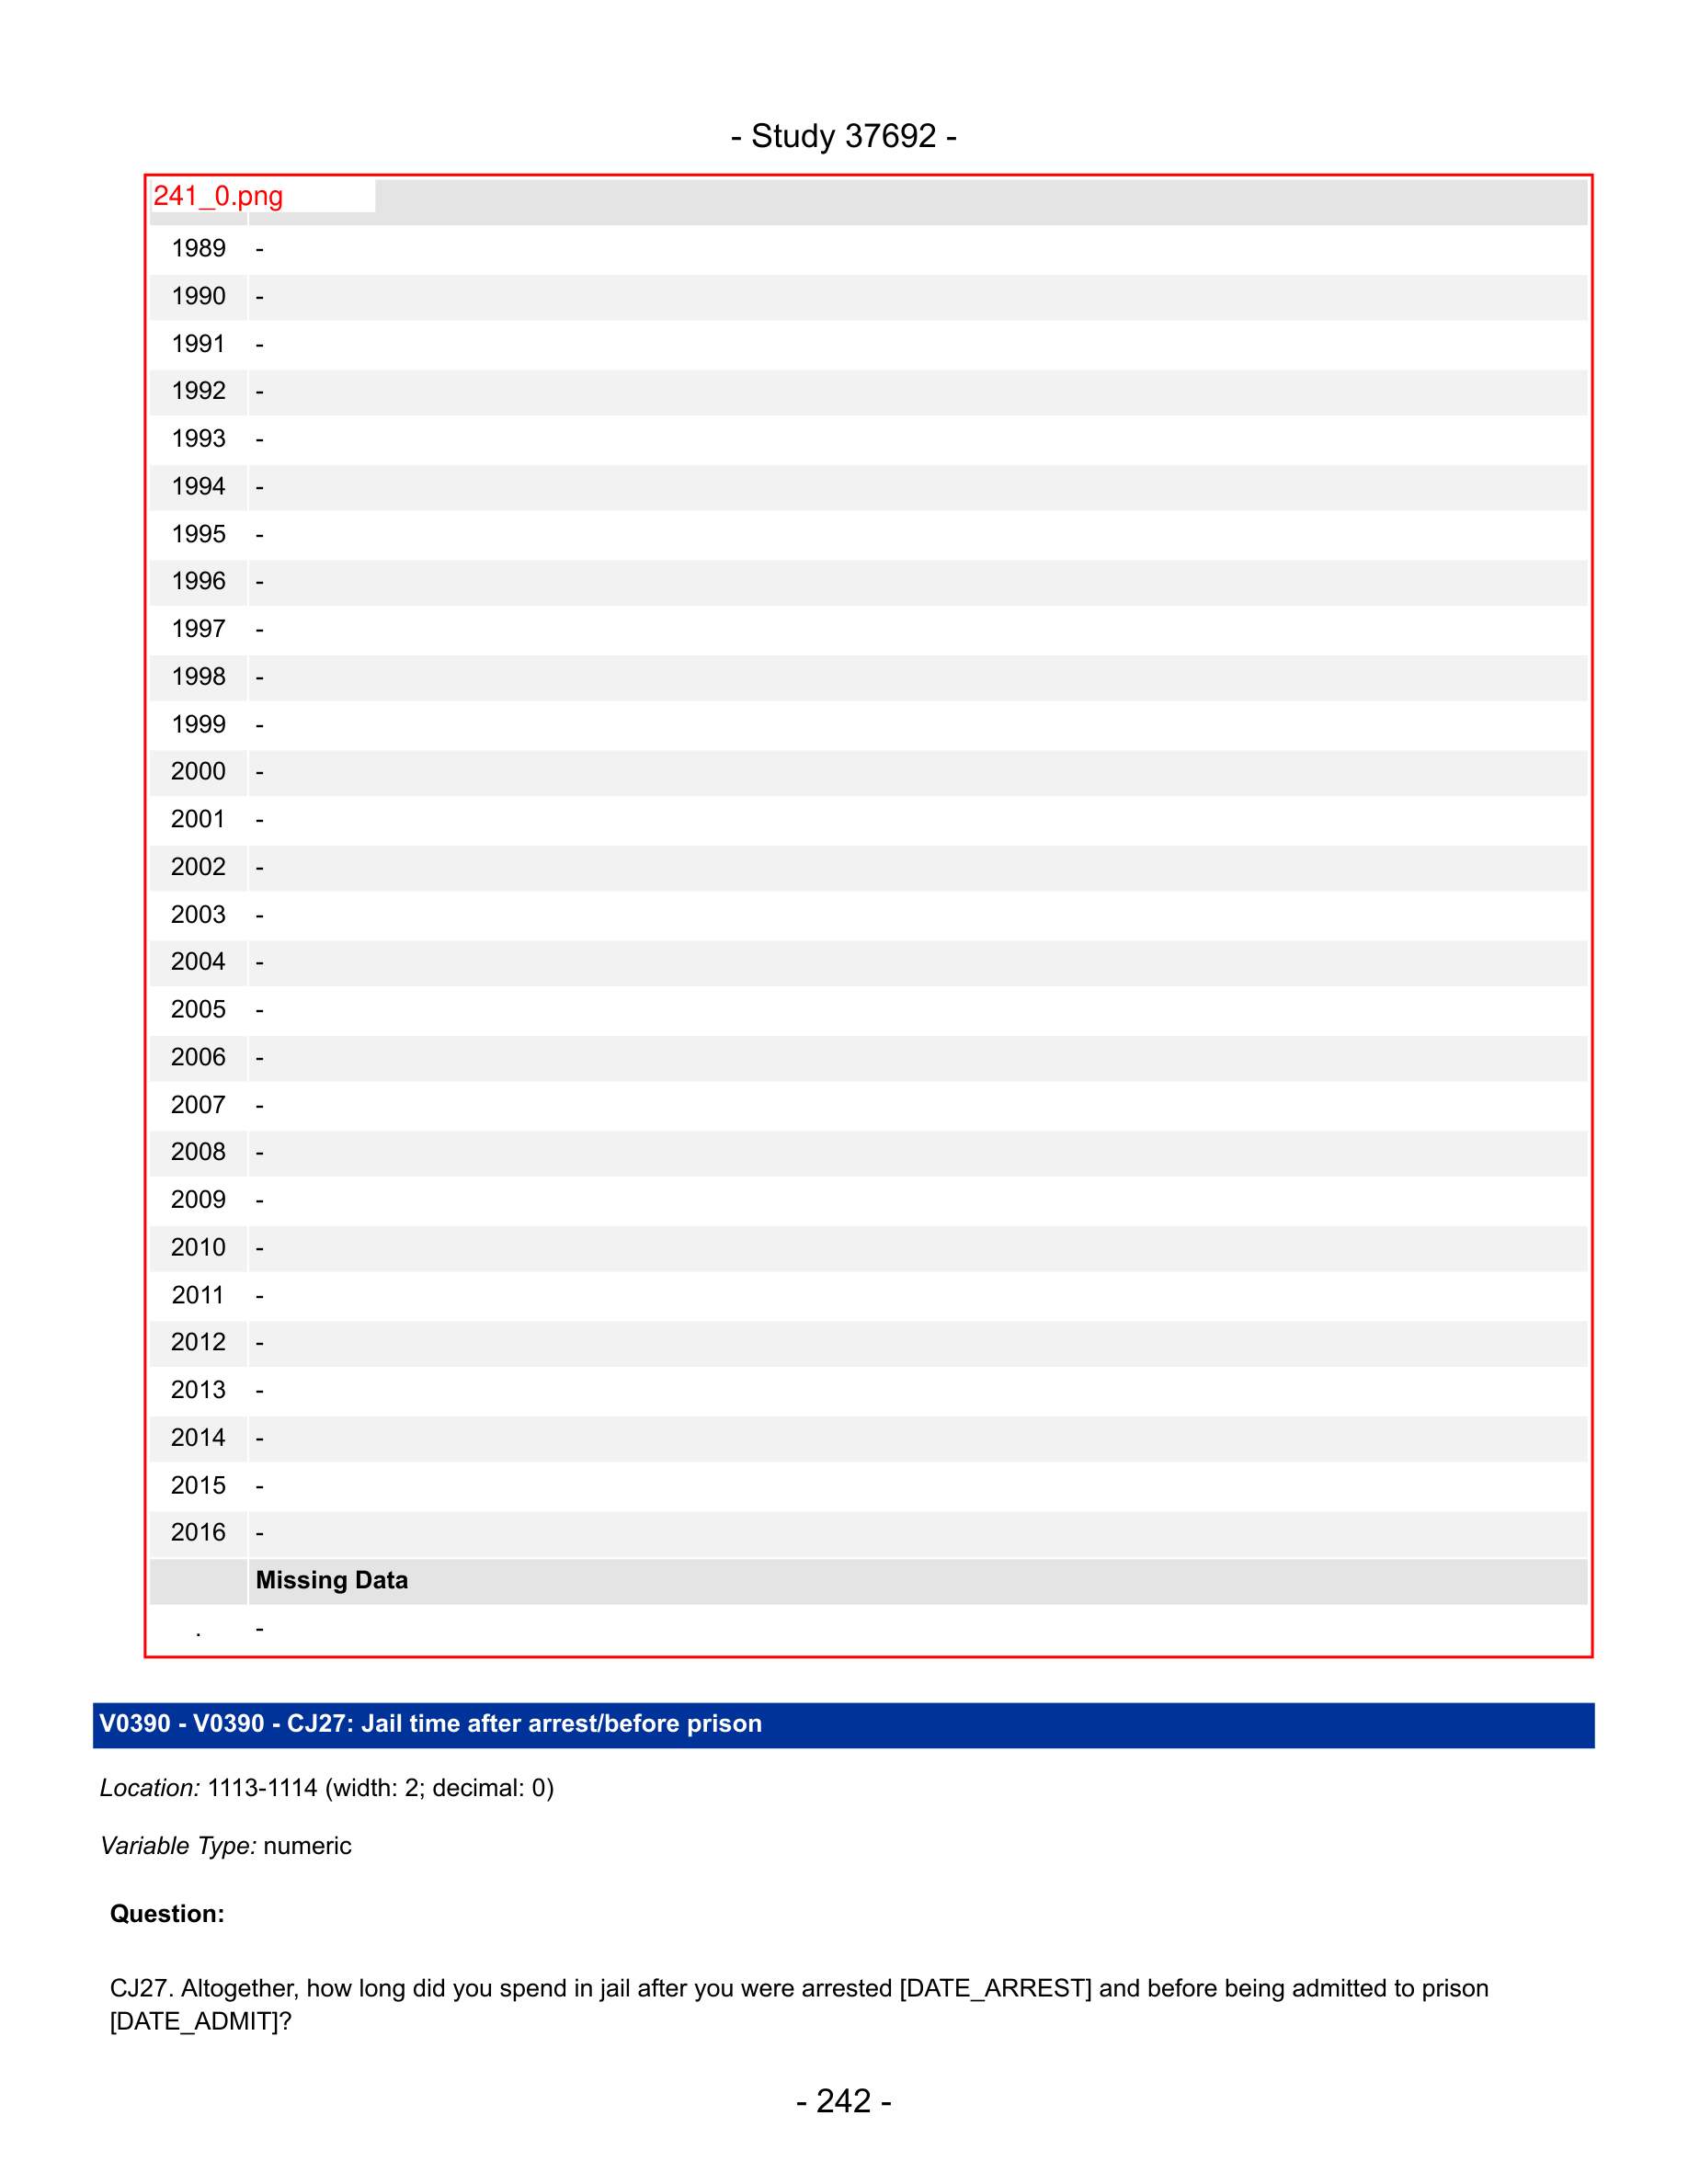 - Study 37692 -
241_0.png
1989 -
1990 -
1991 -
1992 -
1993 -
1994 -
1995 -
1996 -
1997 -
1998 -
1999 -
2000 -
2001 -
2002 -
2003 -
2004 -
2005 -
2006 -
2007 -
2008 -
2009 -
2010 -
2011 -
2012 -
2013 -
2014 -
2015 -
2016 -
Missing Data
. -
V0390 - V0390 - CJ27: Jail time after arrest/before prison
Location: 1113-1114 (width: 2; decimal: 0)
Variable Type: numeric
Question:
CJ27. Altogether, how long did you spend in jail after you were arrested [DATE_ARREST] and before being admitted to prison
[DATE_ADMIT]?
- 242 -